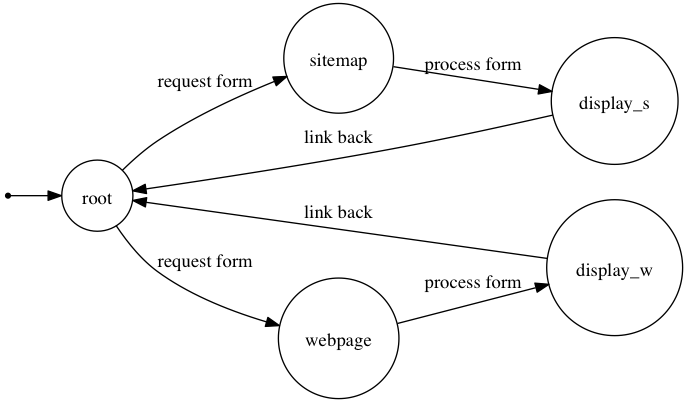 request form
sitemap
process form
display_s
link back
root
link back
request form
process form
display_w
webpage